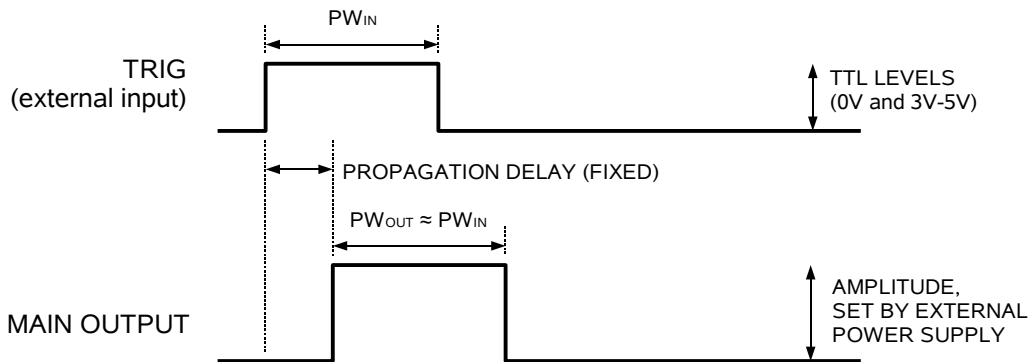 PWIN
TRIG
(external input)
TTL LEVELS
(0V and 3V-5V)
PROPAGATION DELAY (FIXED)
PWOUT ≈ PWIN
MAIN OUTPUT
AMPLITUDE,
SET BY EXTERNAL
POWER SUPPLY